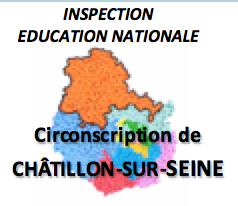 INSPECTION
EDUCATION NATIONALE
Circonscription de
CHÂTILLON-SUR-SEINE